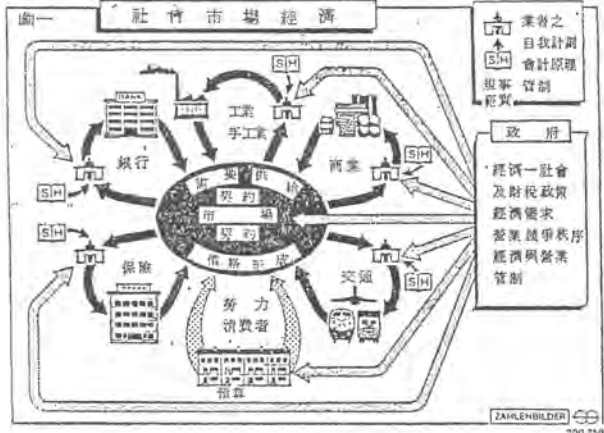 圖一
社會市場經濟
業者之
自我計劃
S|H 會計原理
管制
BANK
工業
手工業
S|H
銀行
商業
S|H
S|H
需要供給
契約
市場
契約
價格形成
S|H
保險
交通
S|H
勞力
消費者
預算
政府
經濟—社會
及財稅政策
經濟需求
營業競爭秩序
經濟與營業
管制
ZAHLENBILDER